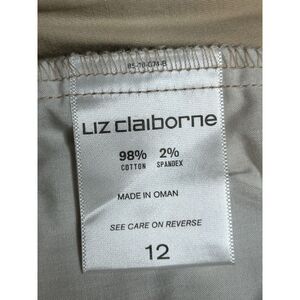 LIZ claiborne
98% 2%
COTTON SPANDEX
MADE IN OMAN
SEE CARE ON REVERSE
12